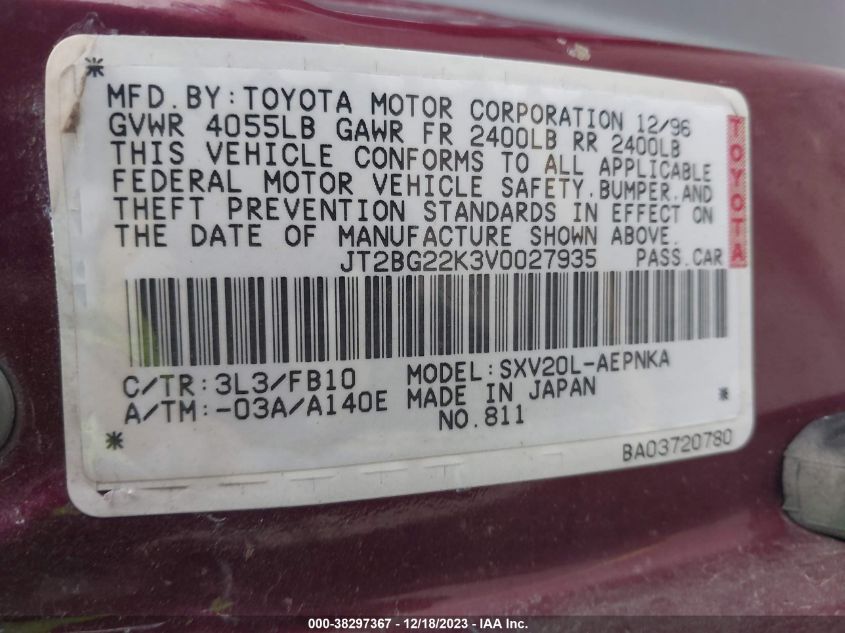 MFD.BY:TOYOTA MOTOR CORPORATION 12/96
GVWR 4055LB GAWR FR 2400LB RR 2400LB
THIS VEHICLE CONFORMS TO ALL APPLICABLE
FEDERAL MOTOR VEHICLE SAFETY,BUMPER,AND
THEFT PREVENTION STANDARDS IN EFFECT ON
THE DATE OF MANUFACTURE SHOWN ABOVE.
JT2BG22K3V0027935 PASS.CAR
TOYOTA
C/TR:3L3/FB10 MODEL:SXV20L-AEPNKA
A/TM:-03A/A140E MADE IN JAPAN
NO.811
BA03720780
000-38297367 - 12/18/2023 - IAAI.com